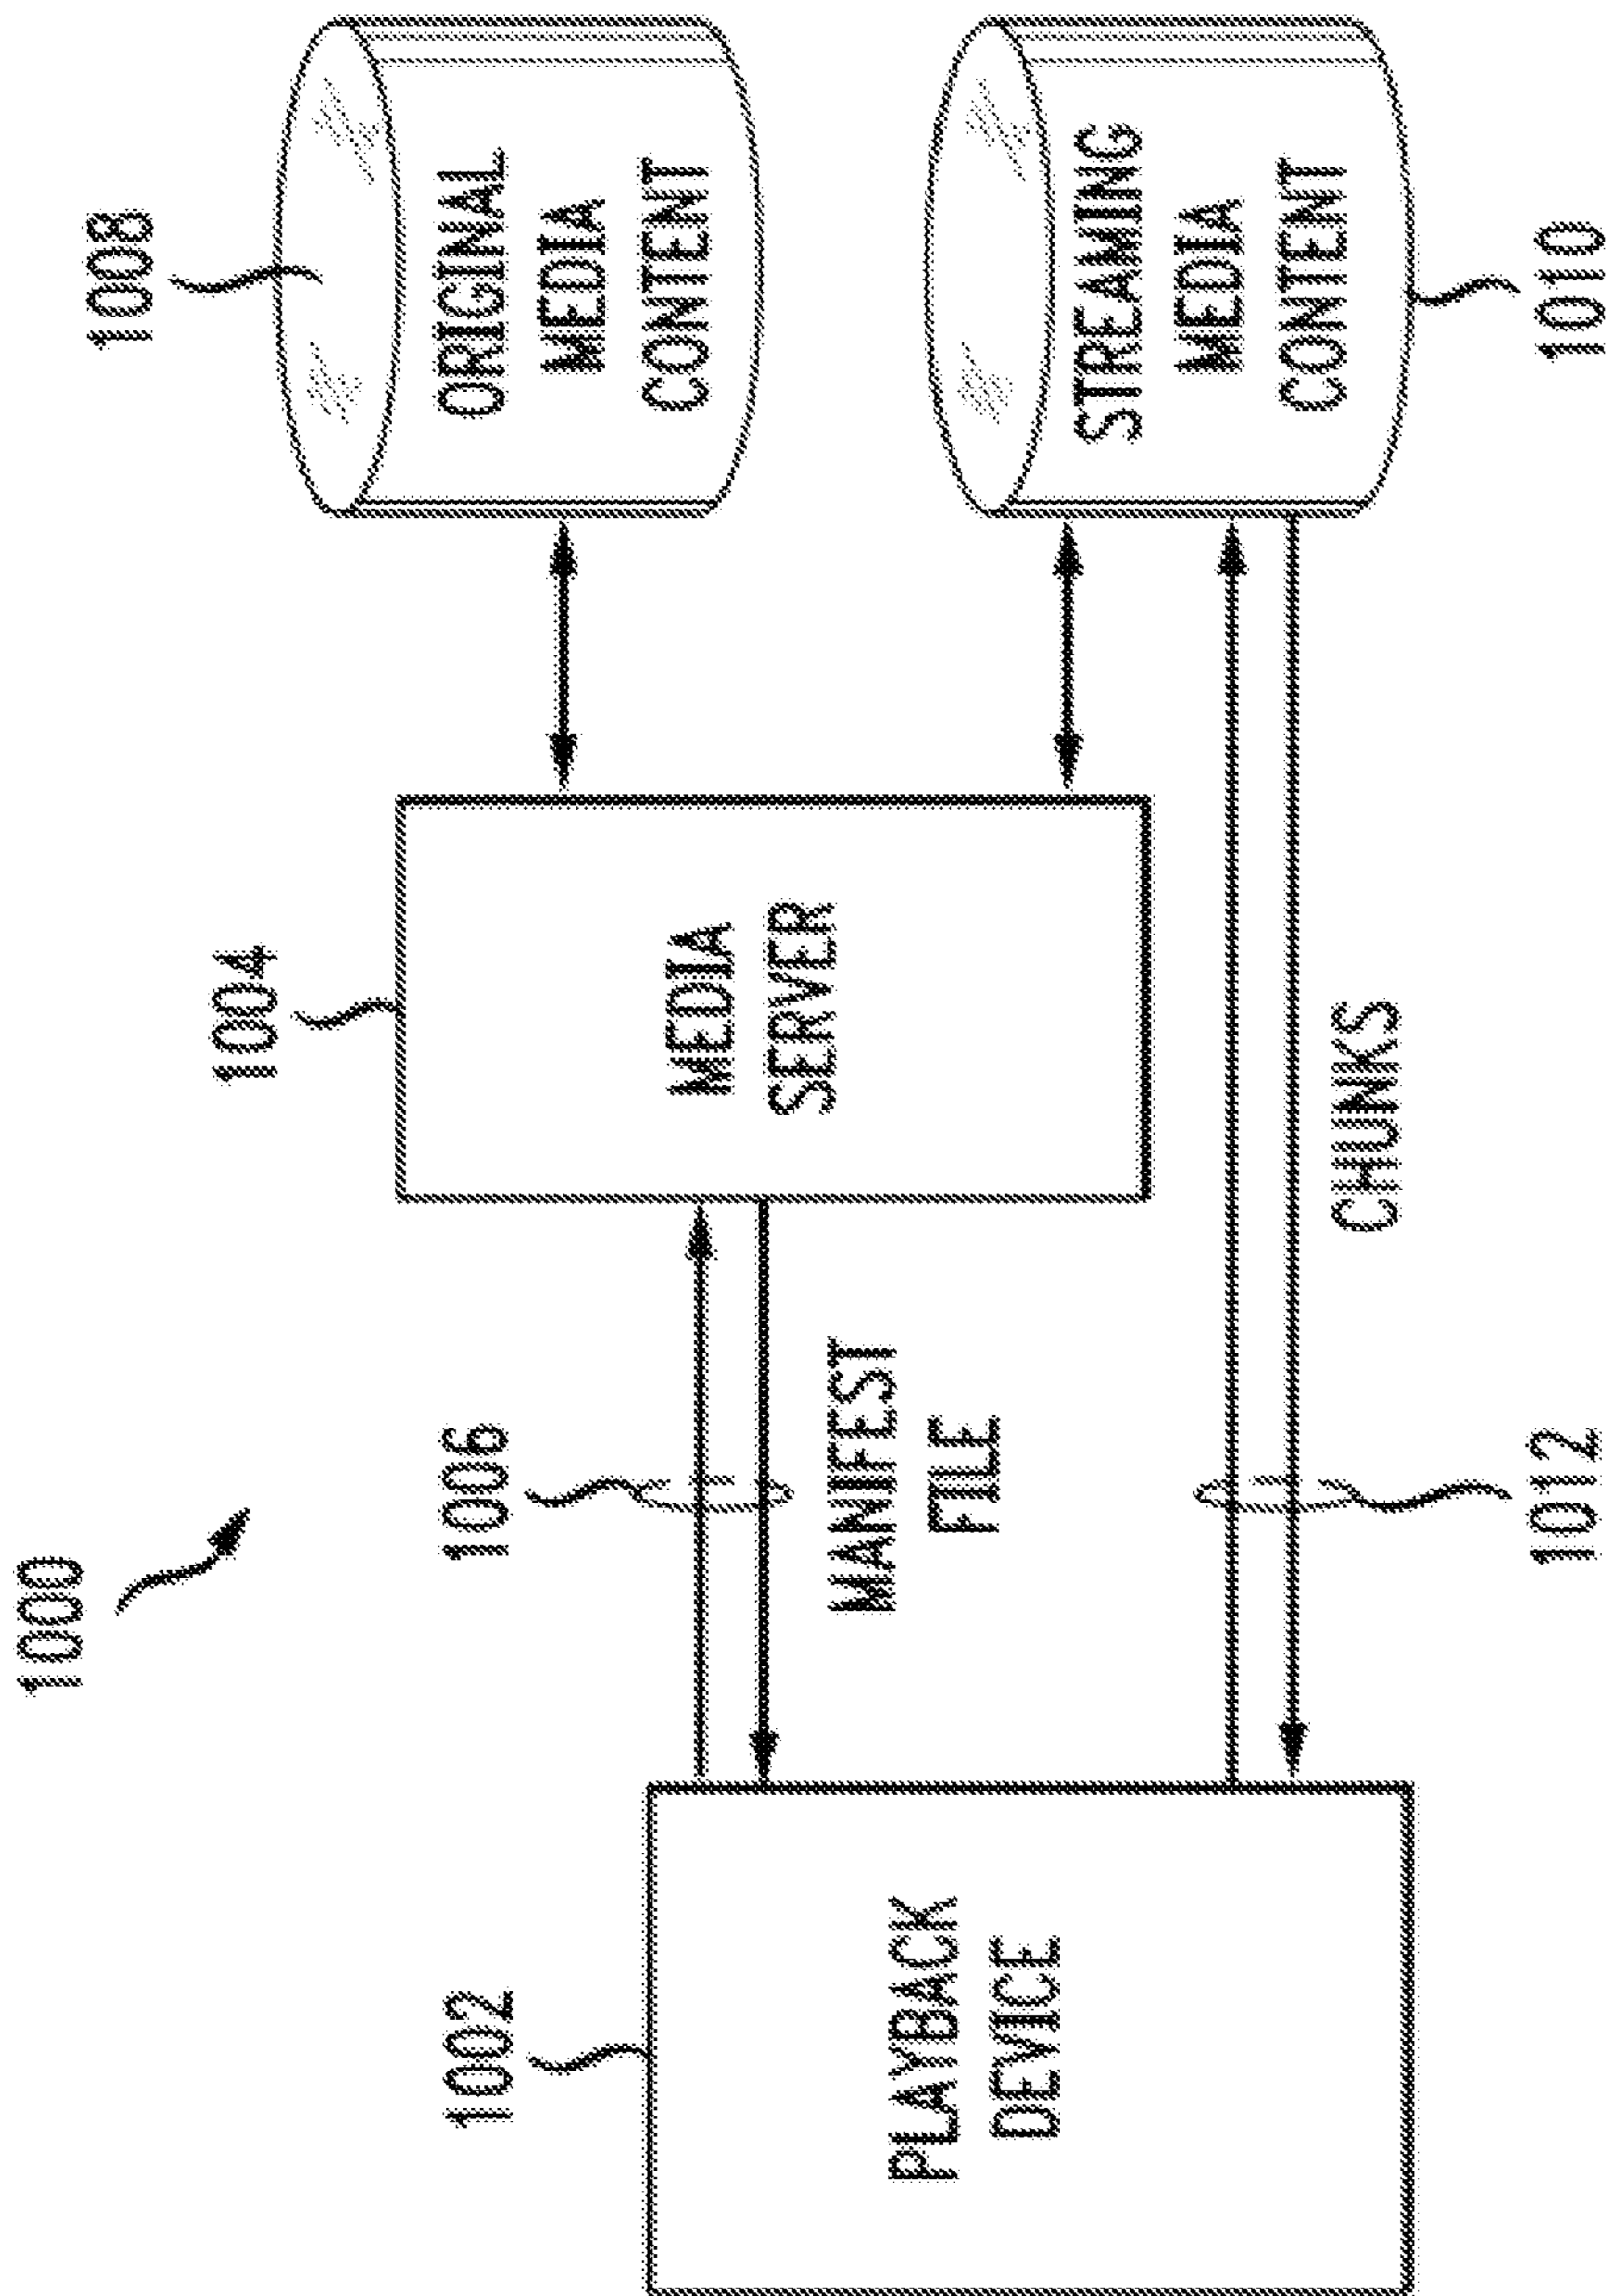 1000
1002
PLAYBACK
DEVICE
1006
MANIFEST
FILE
1004
MEDIA
SERVER
1008
ORIGINAL
MEDIA
CONTENT
STREAMING
MEDIA
CONTENT
1010
CHUNKS
1012